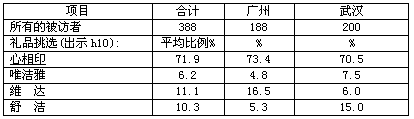 项目 合计 广州 武汉
所有的被访者 388 188 200
礼品挑选(出示h10): 平均比例% % %
心相印 71.9 73.4 70.5
唯洁雅 6.2 4.8 7.5
维 达 11.1 16.5 6.0
舒 洁 10.3 5.3 15.0